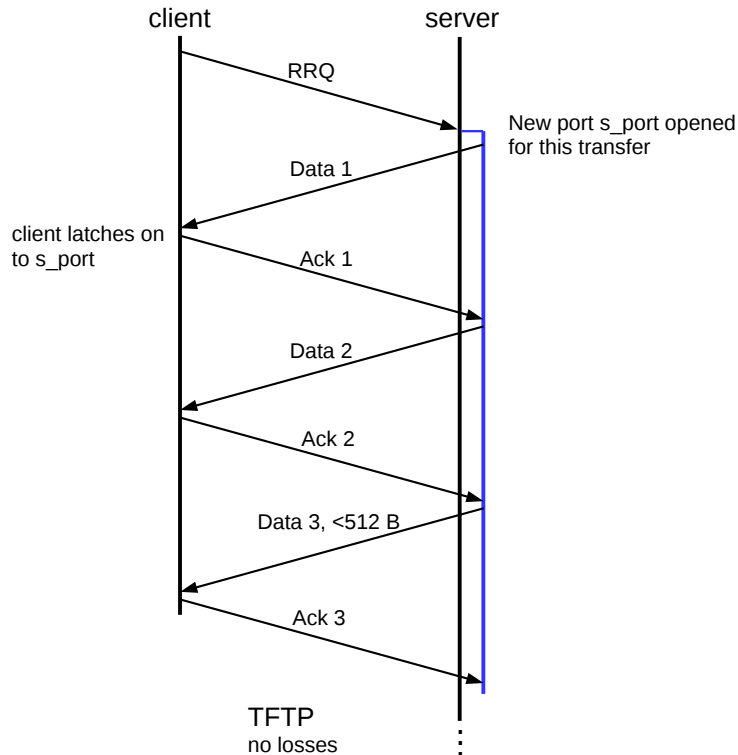 client
server
RRQ
New port s_port opened
for this transfer
Data 1
client latches on
to s_port
Ack 1
Data 2
Ack 2
Data 3, <512 B
Ack 3
TFTP
no losses